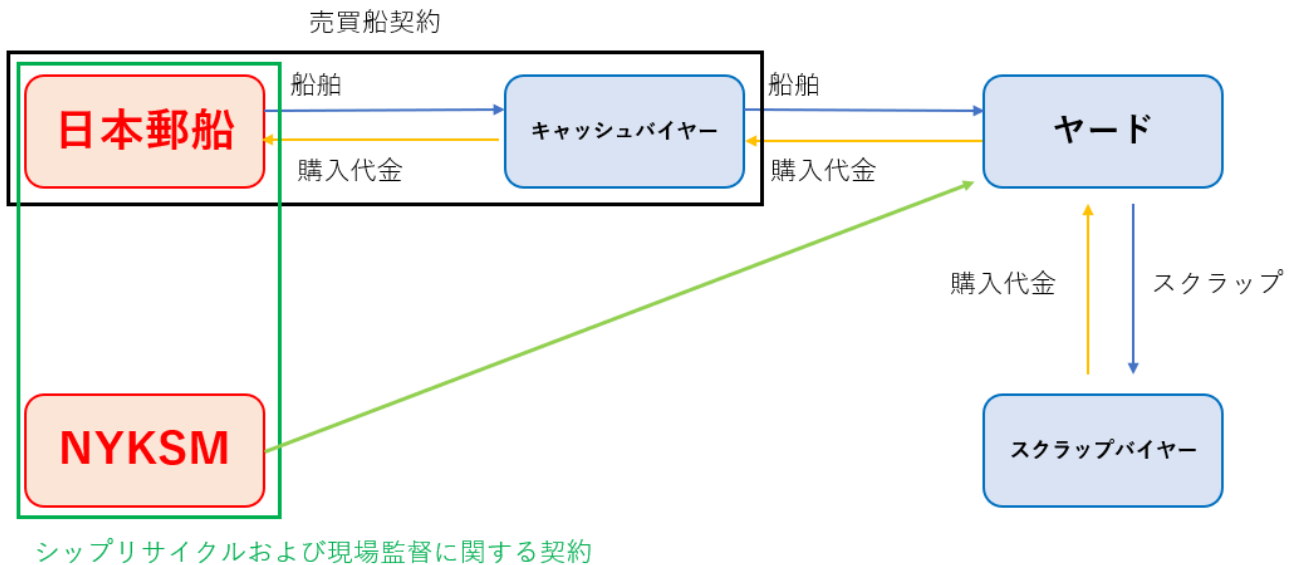 売買船契約
船舶
船舶
日本郵船
キャッシュバイヤー
ヤード
購入代金
購入代金
購入代金
スクラップ
NYKSM
スクラップバイヤー
シップリサイクルおよび現場監督に関する契約